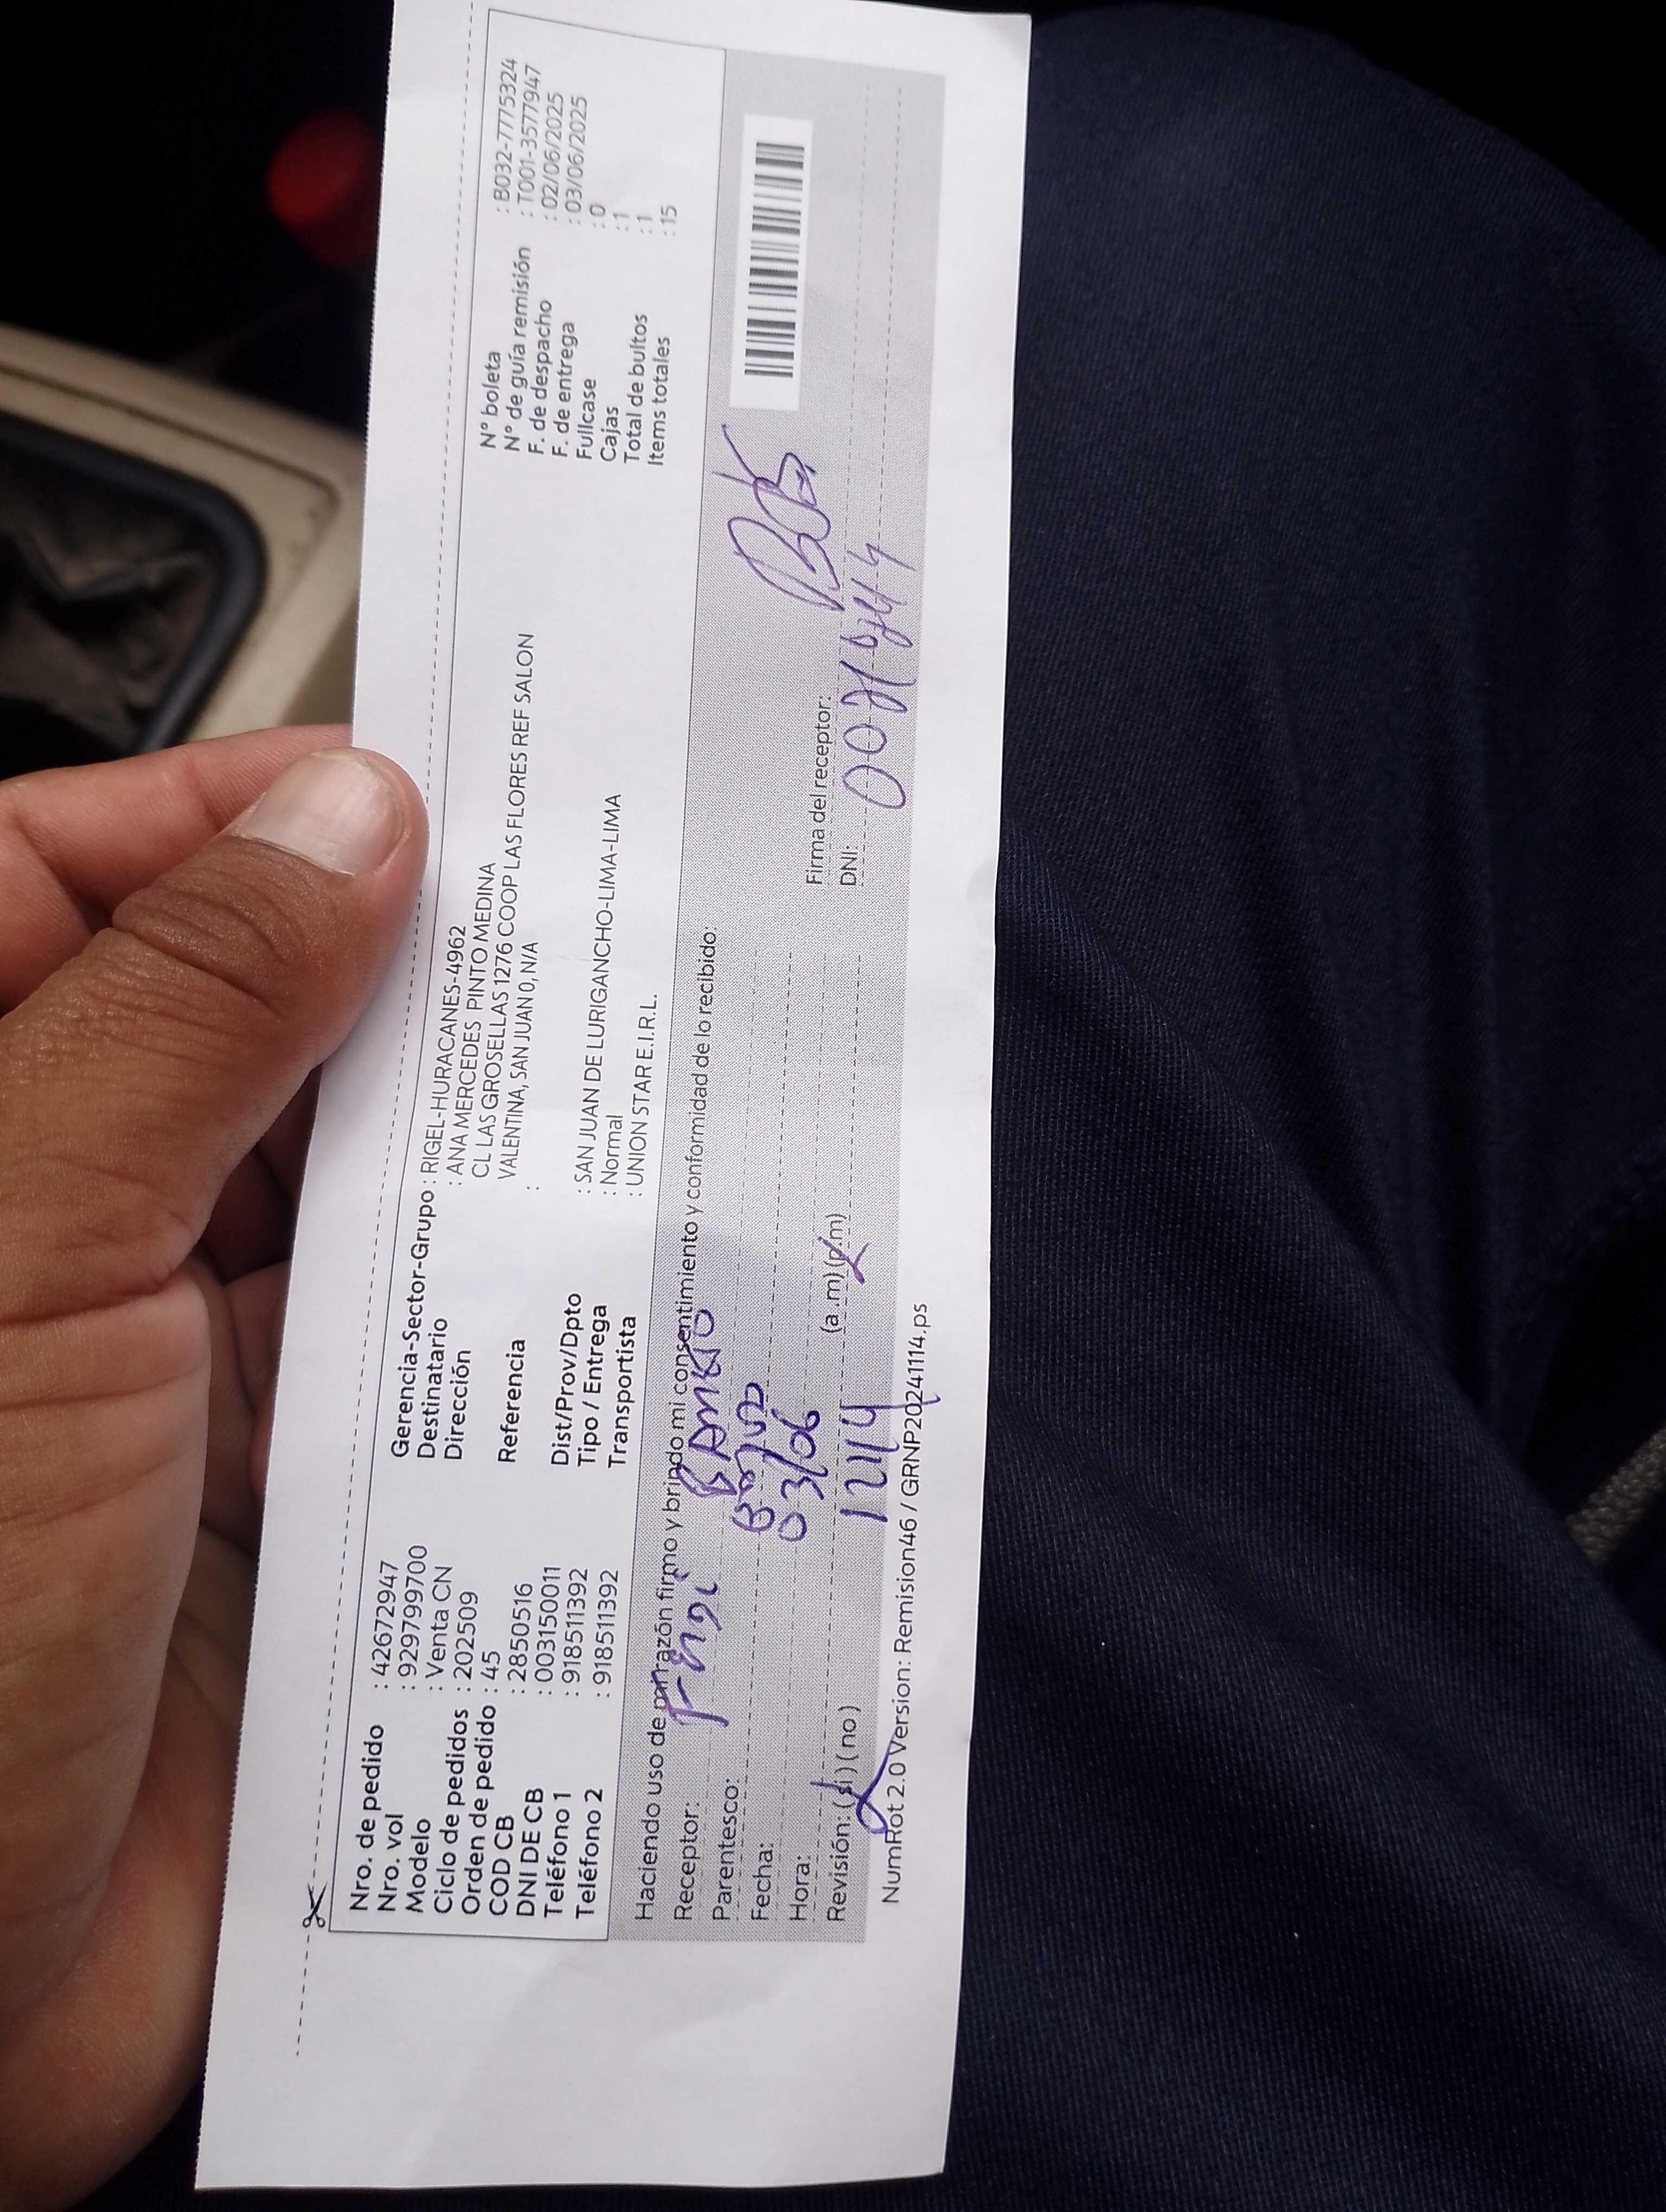 Nro. de pedido : 42672947
Nro. vol : 929799700
Modelo : Venta CN
Ciclo de pedidos : 202509
Orden de pedido : 45
COD CB : 2850516
DNI DE CB : 003150011
Teléfono 1 : 918511392
Teléfono 2 : 918511392
Gerencia-Sector-Grupo : RIGEL-HURACANES-4962
Destinatario : ANA MERCEDES PINTO MEDINA
Dirección CL LAS GROSELLAS 1276 COOP LAS FLORES REF SALON
VALENTINA, SAN JUAN 0, N/A
Referencia :
Dist/Prov/Dpto : SAN JUAN DE LURIGANCHO-LIMA-LIMA
Tipo / Entrega : Normal
Transportista : UNION STAR E.I.R.L.
N° boleta : B032-7775324
N° de guía remisión : T001-3577947
F. de despacho : 02/06/2025
F. de entrega : 03/06/2025
Fullcase : 0
Cajas : 1
Total de bultos : 1
Items totales : 15
Haciendo uso de mi razón firmo y brindo mi consentimiento y conformidad de lo recibido:
Receptor:
Parentesco:
Fecha: 03/06
Hora: 1214 (a.m) (p.m)
Revisión: (si) (no)
Firma del receptor:
DNI:
NumRot 2.0 Version: Remision46 / GRNP20241114.ps